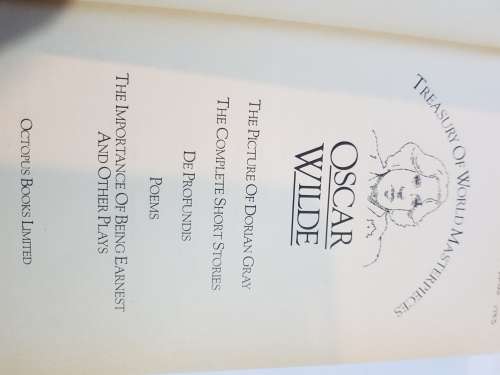 TREASURY OF WORLD MASTERPIECES
OSCAR
WILDE
THE PICTURE OF DORIAN GRAY
THE COMPLETE SHORT STORIES
DE PROFUNDIS
POEMS
THE IMPORTANCE OF BEING EARNEST
AND OTHER PLAYS
OCTOPUS BOOKS LIMITED